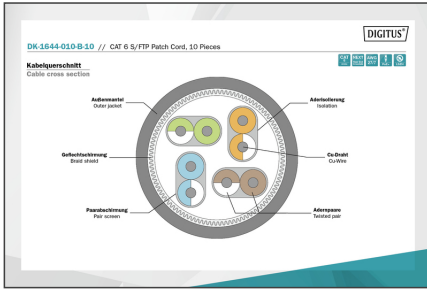 DIGITUS®
DK-1644-010-B-10 // CAT 6 S/FTP Patch Cord, 10 Pieces
Kabelquerschnitt
Cable cross section
Außenmantel
Outer jacket
Aderisolierung
Isolation
Geflechtschirmung
Braid shield
Cu-Draht
Cu-Wire
Paarabschirmung
Pair screen
Aderpaare
Twisted pair